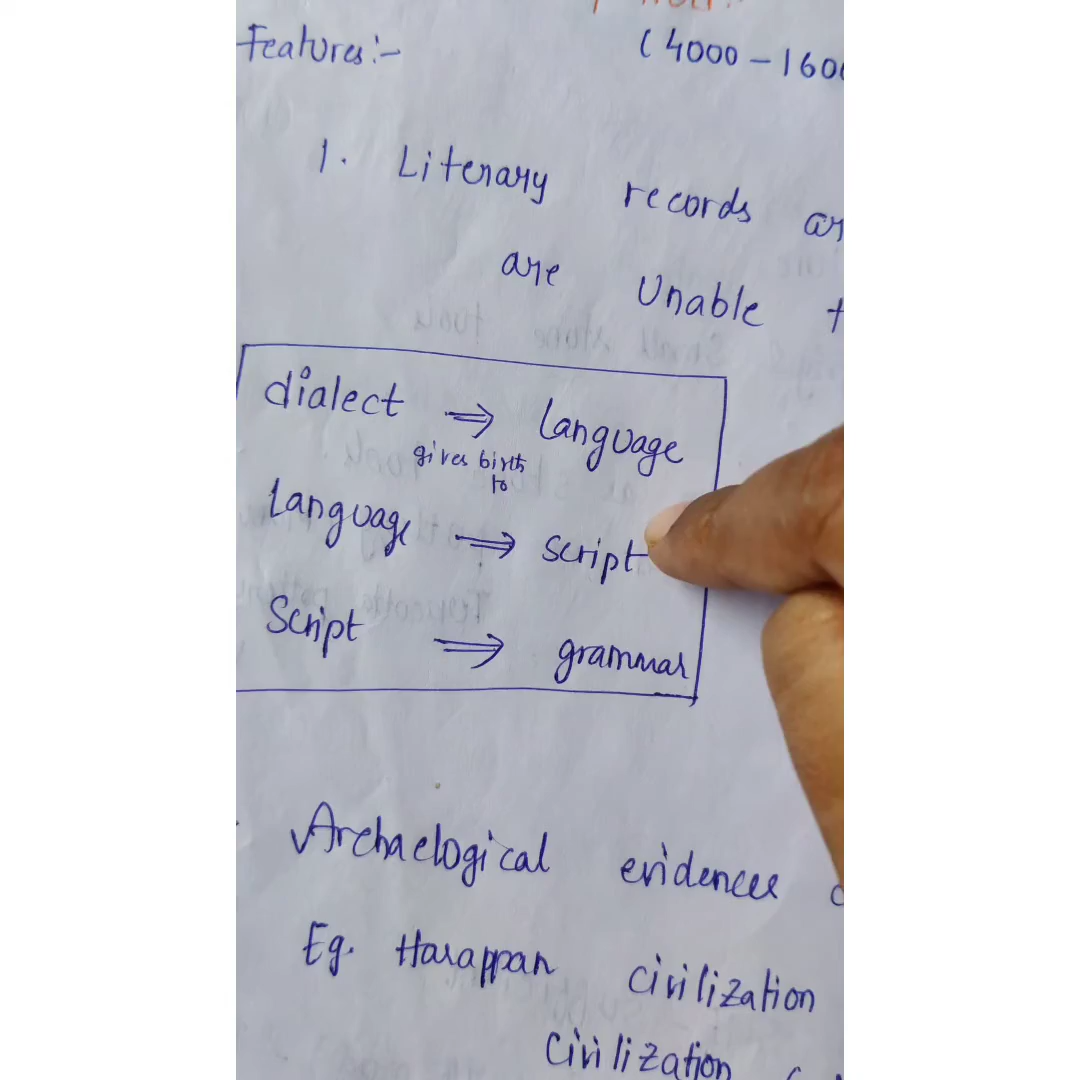 Features:-
(4000 - 160
1. Literary records
are Unable
dialect ⇒ Language
gives birth
to
Language ⇒ Script
Script ⇒ grammar
Archaelogical evidences
Eg. Harappan civilization
Civilization